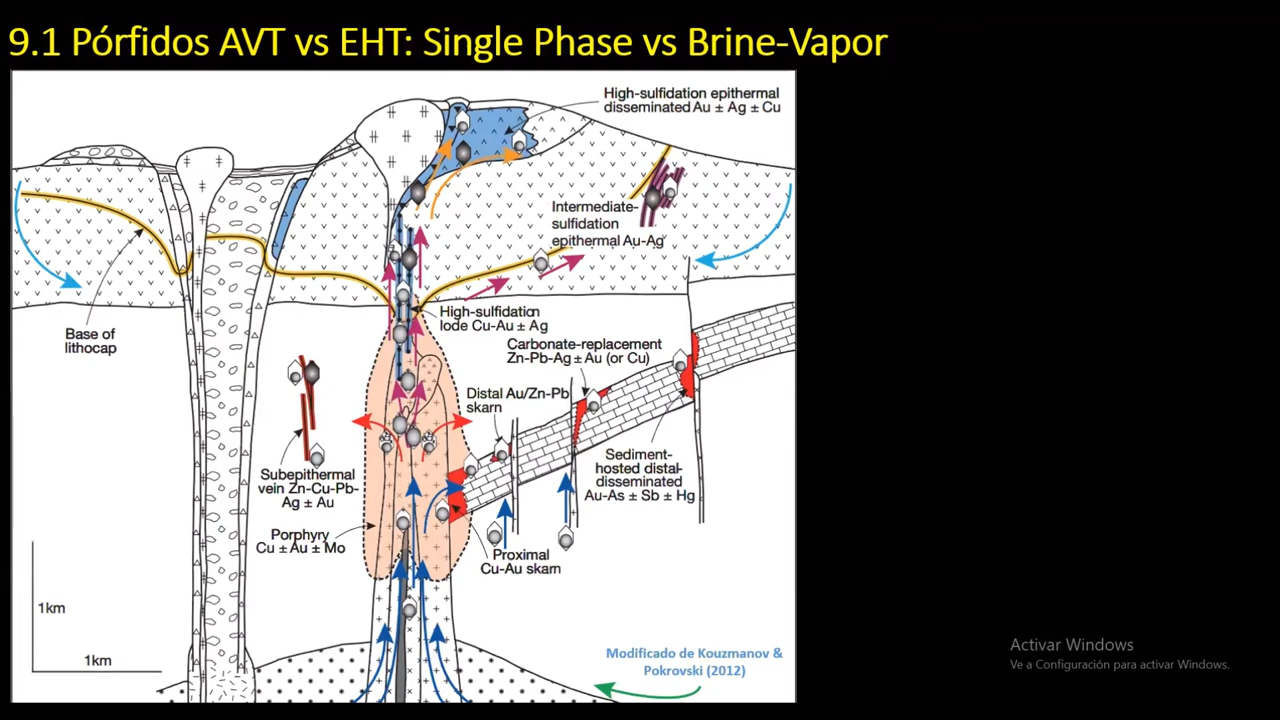 9.1 Pórfidos AVT vs EHT: Single Phase vs Brine-Vapor
High-sulfidation epithermal
disseminated Au ± Ag ± Cu
Intermediate-
sulfidation
epithermal Au-Ag
Base of
lithocap
High-sulfidation
lode Cu-Au ± Ag
Carbonate-replacement
Zn-Pb-Ag ± Au (or Cu)
Distal Au/Zn-Pb
skarn
Subepithermal
vein Zn-Cu-Pb-
Ag ± Au
Sediment-
hosted distal-
disseminated
Au-As ± Sb ± Hg
Porphyry
Cu ± Au ± Mo
Proximal
Cu-Au skarn
1km
1km
Modificado de Kouzmanov &
Pokrovski (2012)
Activar Windows
Ve a Configuración para activar Windows.